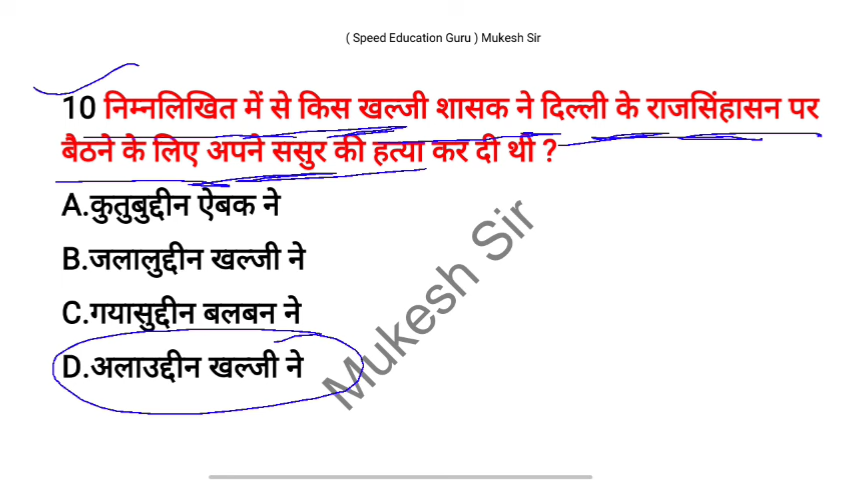 ( Speed Education Guru ) Mukesh Sir
10 निम्नलिखित में से किस खल्जी शासक ने दिल्ली के राजसिंहासन पर
बैठने के लिए अपने ससुर की हत्या कर दी थी ?
A.कुतुबुद्दीन ऐबक ने
B.जलालुद्दीन खल्जी ने
C.गयासुद्दीन बलबन ने
D.अलाउद्दीन खल्जी ने
Mukesh Sir